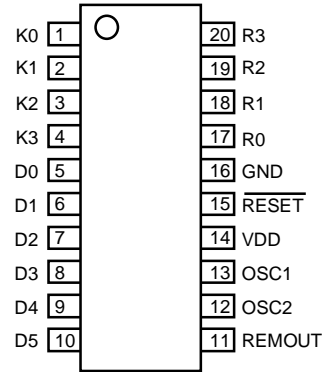 K0 1 20 R3
K1 2 19 R2
K2 3 18 R1
K3 4 17 R0
D0 5 16 GND
D1 6 15 RESET
D2 7 14 VDD
D3 8 13 OSC1
D4 9 12 OSC2
D5 10 11 REMOUT